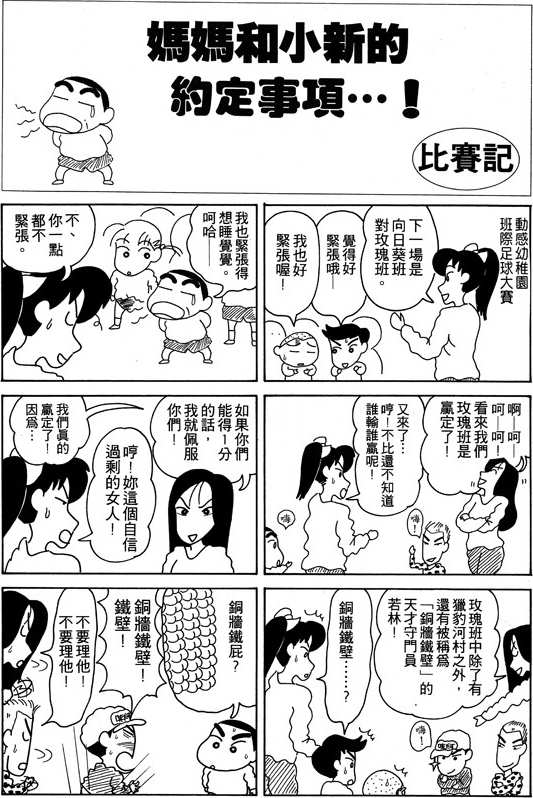 媽媽和小新的
約定事項…！
比賽記
動感幼稚園
班際足球大賽
下一場是
向日葵班
對玫瑰班。
覺得好
緊張哦—
我也好
緊張喔！
我也緊張得
想睡覺覺。
呵哈—
不、
你一點
都不
緊張。
啊—呵—
呵—呵！
看來我們
玫瑰班是
贏定了！
又來了…
哼！不比還不知道
誰輸誰贏呢！
嗨！
嗨
如果你們
能得1分
的話，
我就佩服
你們！
哼！妳這個自信
過剩的女人！
我們真的
贏定了！
因為…
玫瑰班中除了有
獵豹河村之外，
還有被稱為
「銅牆鐵壁」的
天才守門員
若林！
嗨！
銅牆鐵壁……？
銅牆鐵屁？
銅牆鐵壁！
鐵壁！
不要理他！
不要理他！